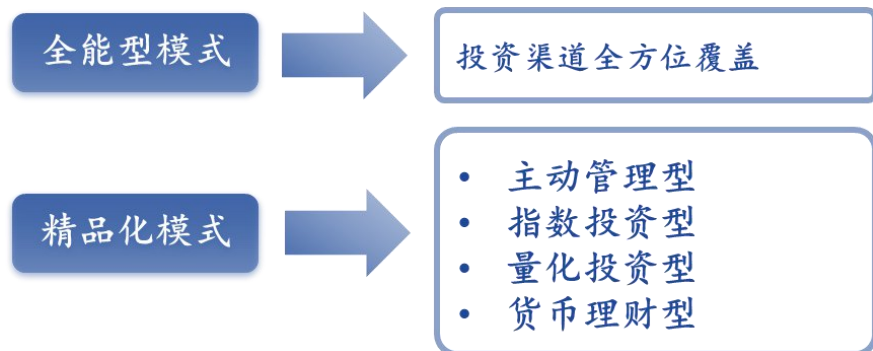 全能型模式
投资渠道全方位覆盖
精品化模式
• 主动管理型
• 指数投资型
• 量化投资型
• 货币理财型